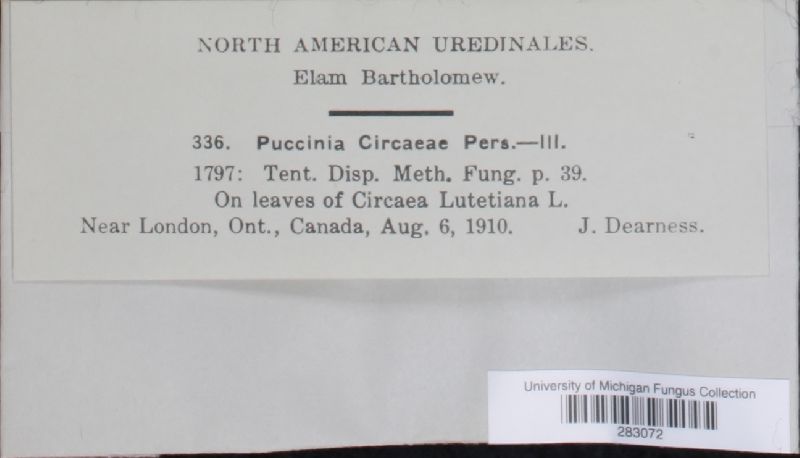 NORTH AMERICAN UREDINALES.
Elam Bartholomew.
336. Puccinia Circaeae Pers.—III.
1797: Tent. Disp. Meth. Fung. p. 39.
On leaves of Circaea Lutetiana L.
Near London, Ont., Canada, Aug. 6, 1910. J. Dearness.
University of Michigan Fungus Collection
283072